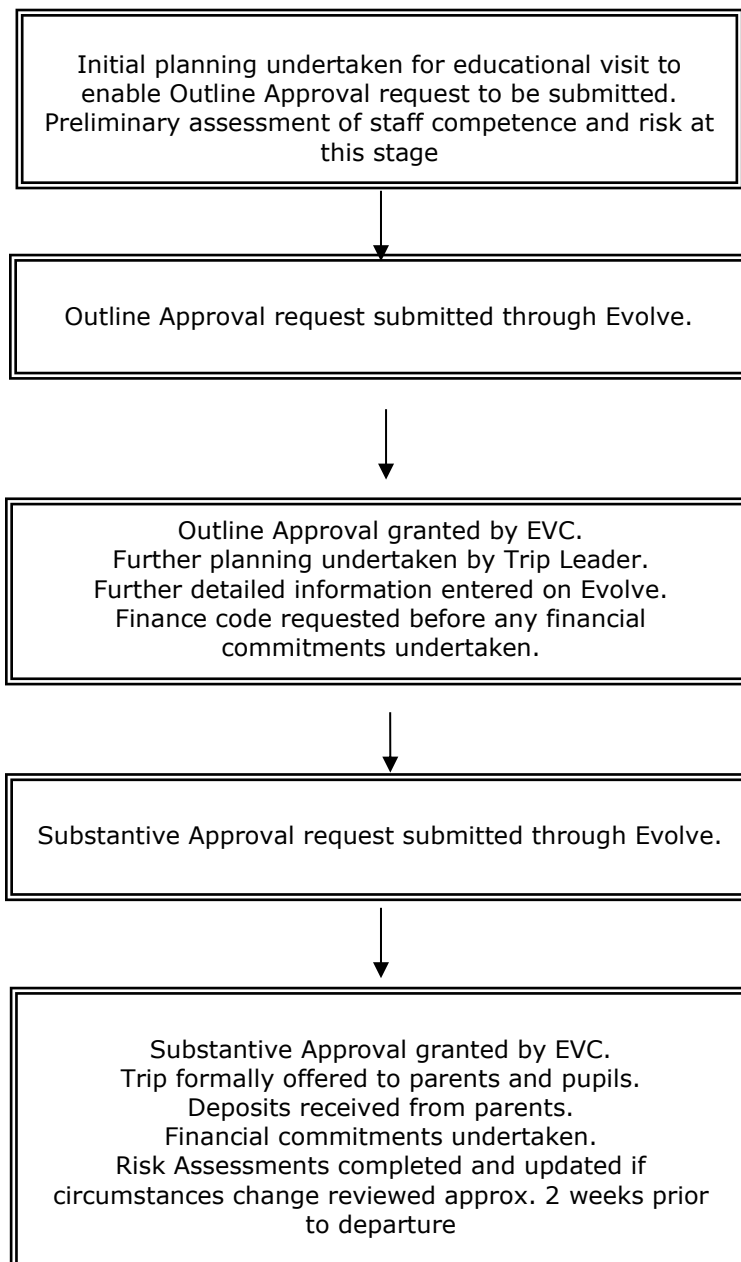 Initial planning undertaken for educational visit to
enable Outline Approval request to be submitted.
Preliminary assessment of staff competence and risk at
this stage
Outline Approval request submitted through Evolve.
Outline Approval granted by EVC.
Further planning undertaken by Trip Leader.
Further detailed information entered on Evolve.
Finance code requested before any financial
commitments undertaken.
Substantive Approval request submitted through Evolve.
Substantive Approval granted by EVC.
Trip formally offered to parents and pupils.
Deposits received from parents.
Financial commitments undertaken.
Risk Assessments completed and updated if
circumstances change reviewed approx. 2 weeks prior
to departure